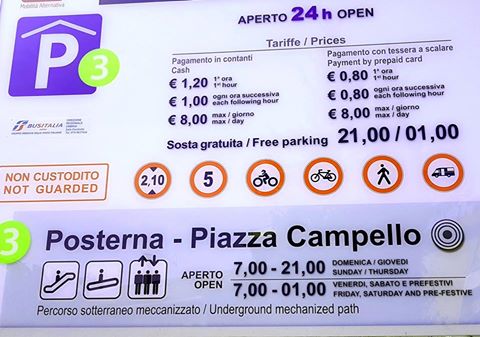 Mobilità Alternativa
APERTO 24 h OPEN
P 3
Tariffe / Prices
Pagamento in contanti
Cash
€ 1,20 1ª ora
1st hour
€ 1,00 ogni ora successiva
each following hour
€ 8,00 max / giorno
max / day
Pagamento con tessera a scalare
Payment by prepaid card
€ 0,80 1ª ora
1st hour
€ 0,80 ogni ora successiva
each following hour
€ 8,00 max / giorno
max / day
BUSITALIA
Sosta gratuita / Free parking 21,00 / 01,00
NON CUSTODITO
NOT GUARDED
2,10
5
3 Posterna - Piazza Campello
APERTO
OPEN
7,00 - 21,00 DOMENICA / GIOVEDI
SUNDAY / THURSDAY
7,00 - 01,00 VENERDI, SABATO E PREFESTIVI
FRIDAY, SATURDAY AND PRE-FESTIVE
Percorso sotterraneo meccanizzato / Underground mechanized path